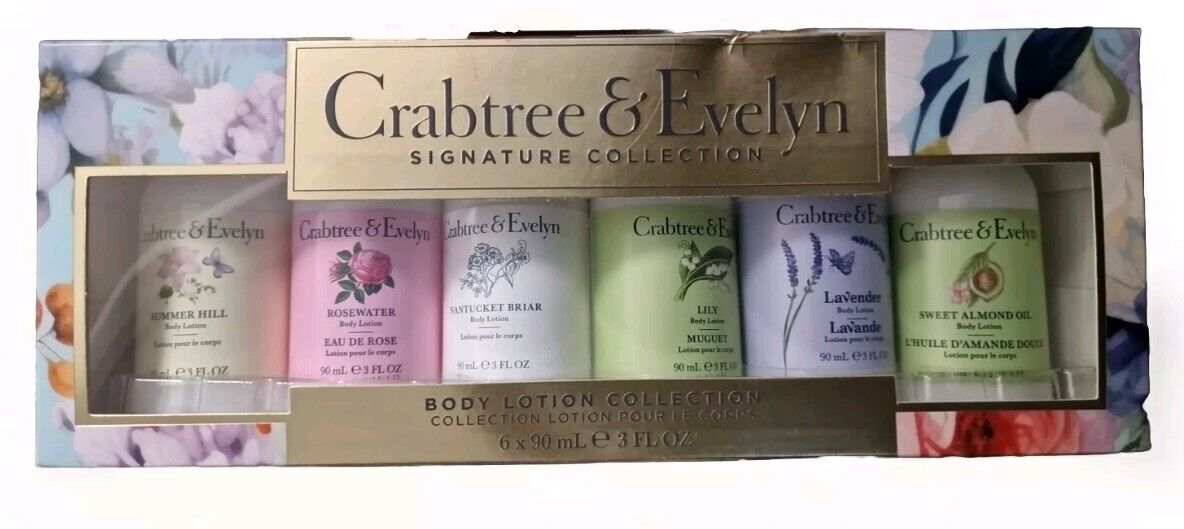 Crabtree & Evelyn
SIGNATURE COLLECTION
Crabtree & Evelyn
SUMMER HILL
Body Lotion
Lotion pour le corps
mL ℮ 3 FL OZ
Crabtree & Evelyn
ROSEWATER
Body Lotion
EAU DE ROSE
Lotion pour le corps
90 mL ℮ 3 FL OZ
Crabtree & Evelyn
NANTUCKET BRIAR
Body Lotion
Lotion pour le corps
90 mL ℮ 3 FL OZ
Crabtree & Evelyn
LILY
Body Lotion
MUGUET
Lotion pour le corps
90 mL ℮ 3 FL OZ
Crabtree & Evelyn
Lavender
Body Lotion
Lavande
Lotion pour le corps
90 mL ℮ 3 FL OZ
Crabtree & Evelyn
SWEET ALMOND OIL
Body Lotion
L'HUILE D'AMANDE DOUCE
Lotion pour le corps
BODY LOTION COLLECTION
COLLECTION LOTION POUR LE CORPS
6 x 90 mL ℮ 3 FL OZ